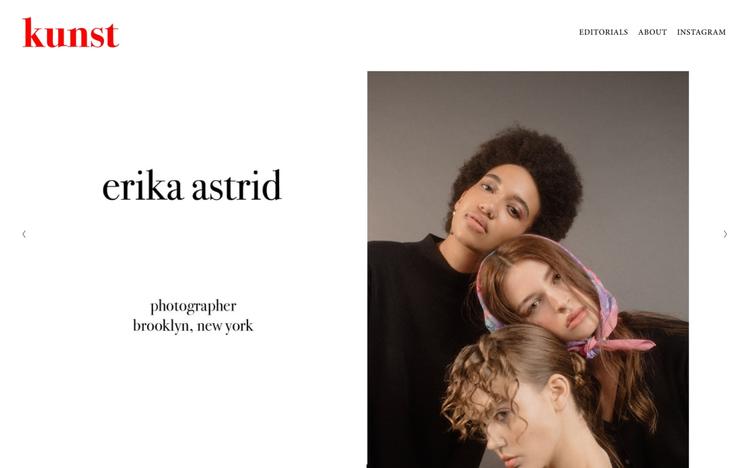 kunst
EDITORIALS ABOUT INSTAGRAM
erika astrid
photographer
brooklyn, new york